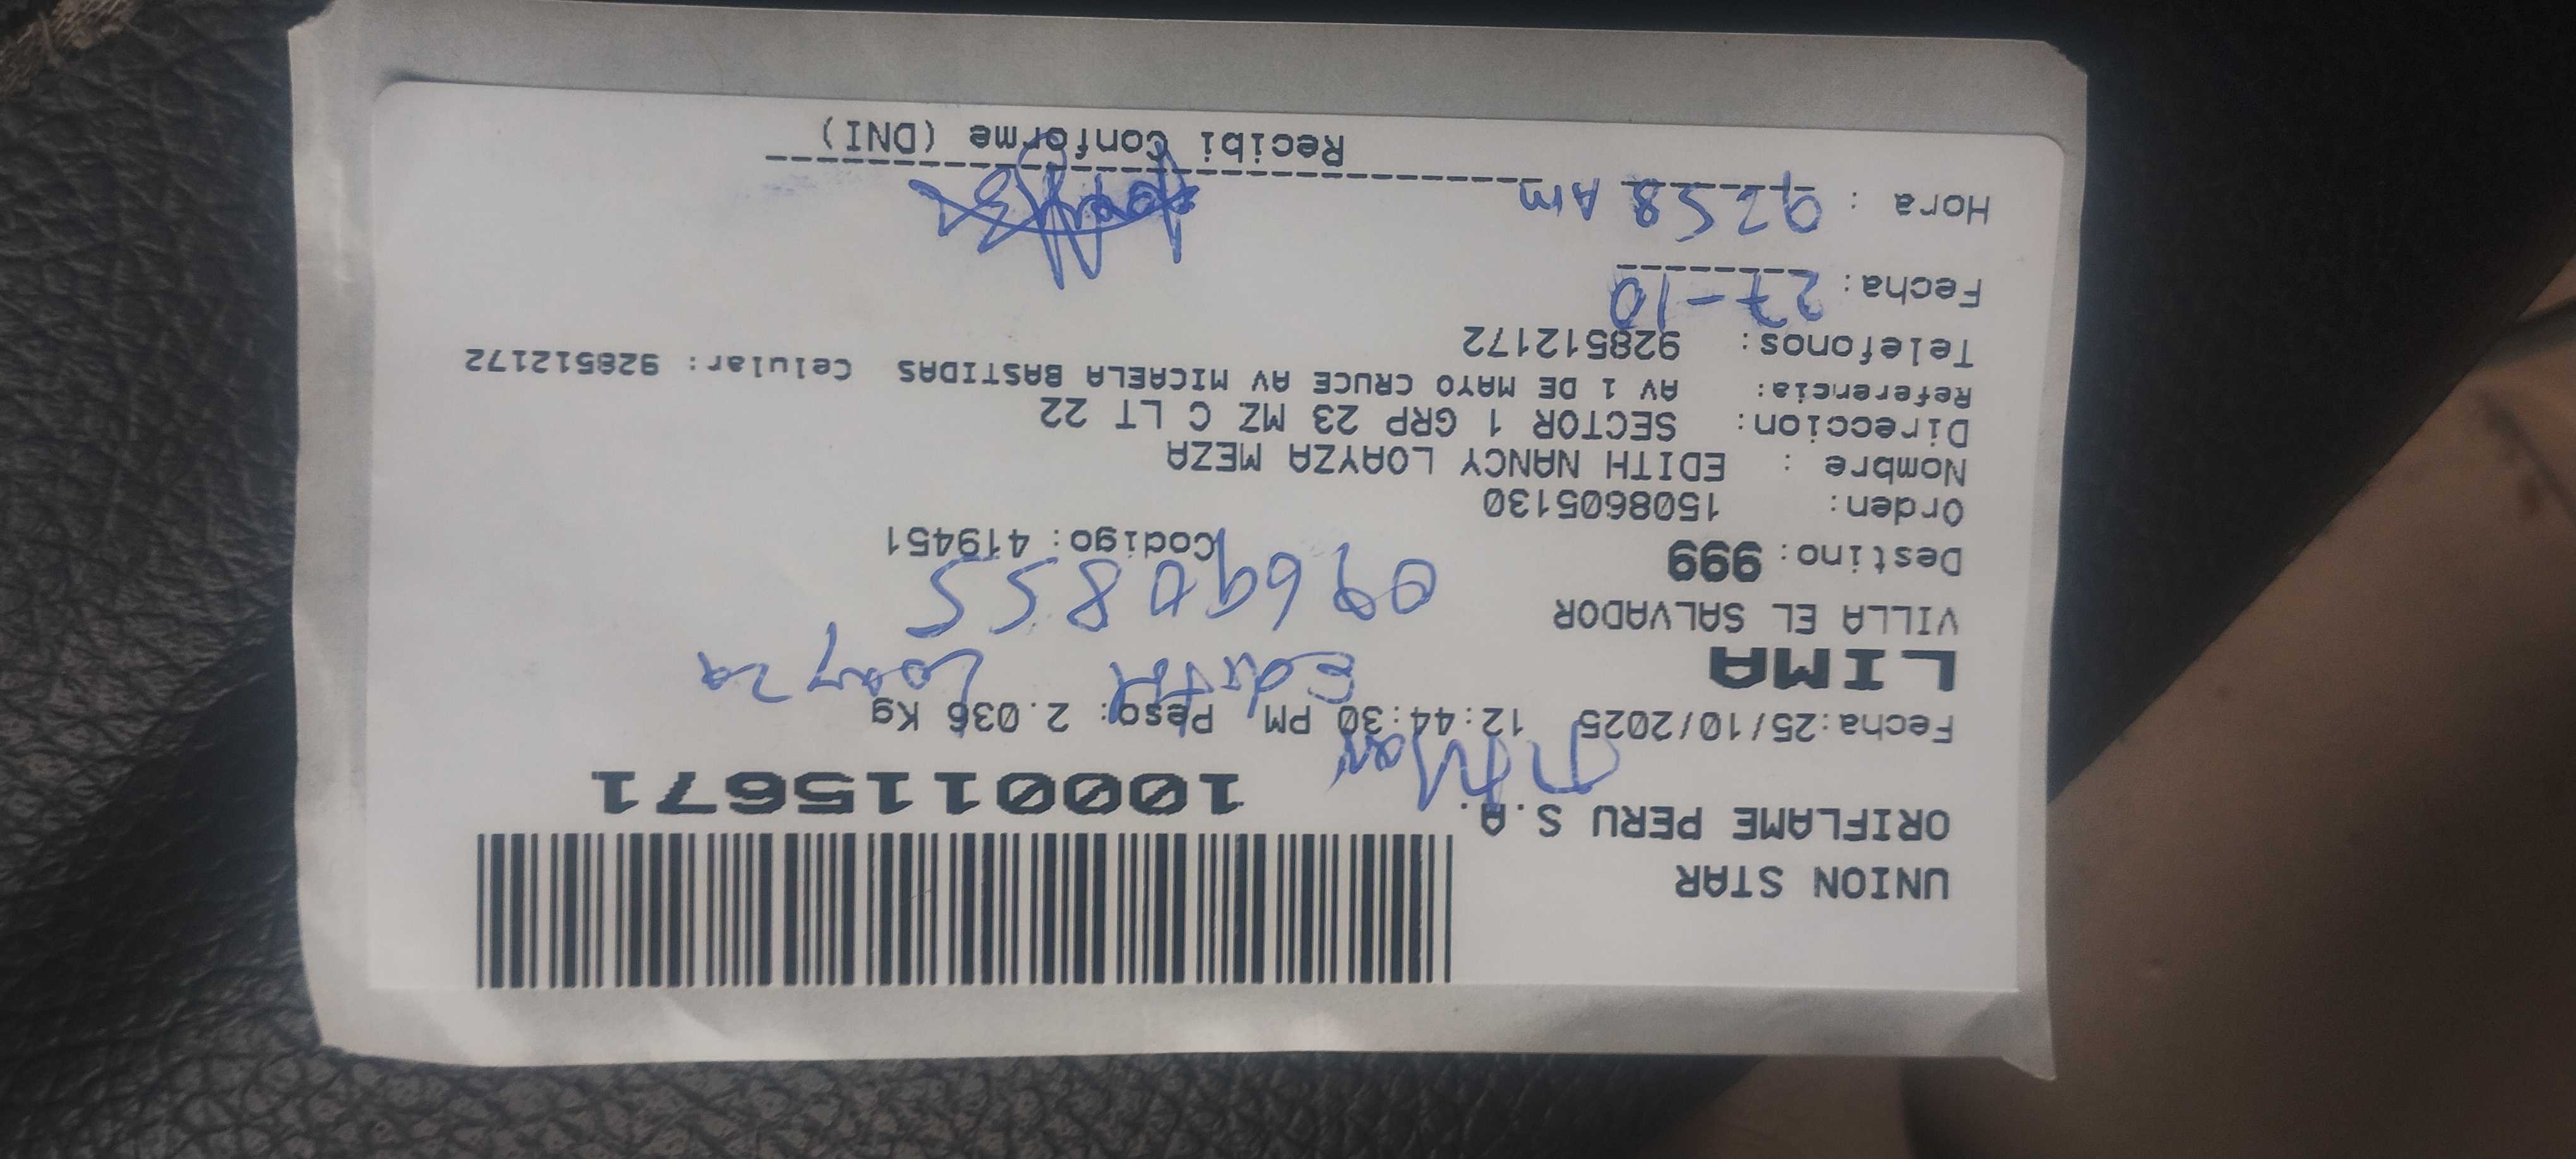 UNION STAR
ORIFLAME PERU S.A.
1000115671
Fecha:25/10/2025 12:44:30 PM Peso: 2.036 Kg
LIMA
Edith Loayza
VILLA EL SALVADOR
09690855
Destino: 999 Codigo: 419451
Orden: 1508605130
Nombre : EDITH NANCY LOAYZA MEZA
Direccion: SECTOR 1 GRP 23 MZ C LT 22
Referencia: AV 1 DE MAYO CRUCE AV MICAELA BASTIDAS Celular: 928512172
Telefonos: 928512172
Fecha: 27-10
Hora : 9:58 AM
Recibi Conforme (DNI)